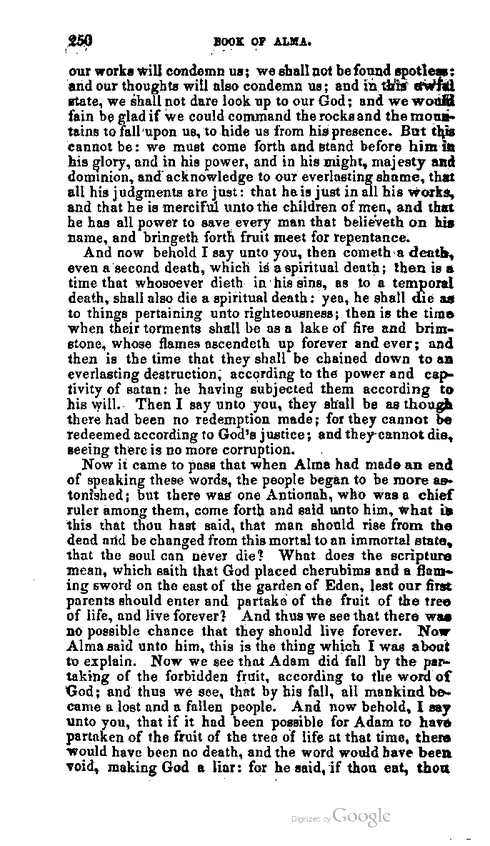 250 BOOK OF ALMA.
our works will condemn us; we shall not be found spotless:
and our thoughts will also condemn us; and in this awful
state, we shall not dare look up to our God; and we would
fain be glad if we could command the rocks and the moun-
tains to fall upon us, to hide us from his presence. But this
cannot be: we must come forth and stand before him in
his glory, and in his power, and in his might, majesty and
dominion, and acknowledge to our everlasting shame, that
all his judgments are just: that he is just in all his works,
and that he is merciful unto the children of men, and that
he has all power to save every man that believeth on his
name, and bringeth forth fruit meet for repentance.
And now behold I say unto you, then cometh a death,
even a second death, which is a spiritual death; then is a
time that whosoever dieth in his sins, as to a temporal
death, shall also die a spiritual death: yea, he shall die as
to things pertaining unto righteousness; then is the time
when their torments shall be as a lake of fire and brim-
stone, whose flames ascendeth up forever and ever; and
then is the time that they shall be chained down to an
everlasting destruction, according to the power and cap-
tivity of satan: he having subjected them according to
his will. Then I say unto you, they shall be as though
there had been no redemption made; for they cannot be
redeemed according to God's justice; and they cannot die,
seeing there is no more corruption.
Now it came to pass that when Alma had made an end
of speaking these words, the people began to be more as-
tonished; but there was one Antionah, who was a chief
ruler among them, come forth and said unto him, what is
this that thou hast said, that man should rise from the
dead and be changed from this mortal to an immortal state,
that the soul can never die? What does the scripture
mean, which saith that God placed cherubims and a flam-
ing sword on the east of the garden of Eden, lest our first
parents should enter and partake of the fruit of the tree
of life, and live forever? And thus we see that there was
no possible chance that they should live forever. Now
Alma said unto him, this is the thing which I was about
to explain. Now we see that Adam did fall by the par-
taking of the forbidden fruit, according to the word of
God; and thus we see, that by his fall, all mankind be-
came a lost and a fallen people. And now behold, I say
unto you, that if it had been possible for Adam to have
partaken of the fruit of the tree of life at that time, there
would have been no death, and the word would have been
void, making God a liar: for he said, if thou eat, thou
Digitized by Google